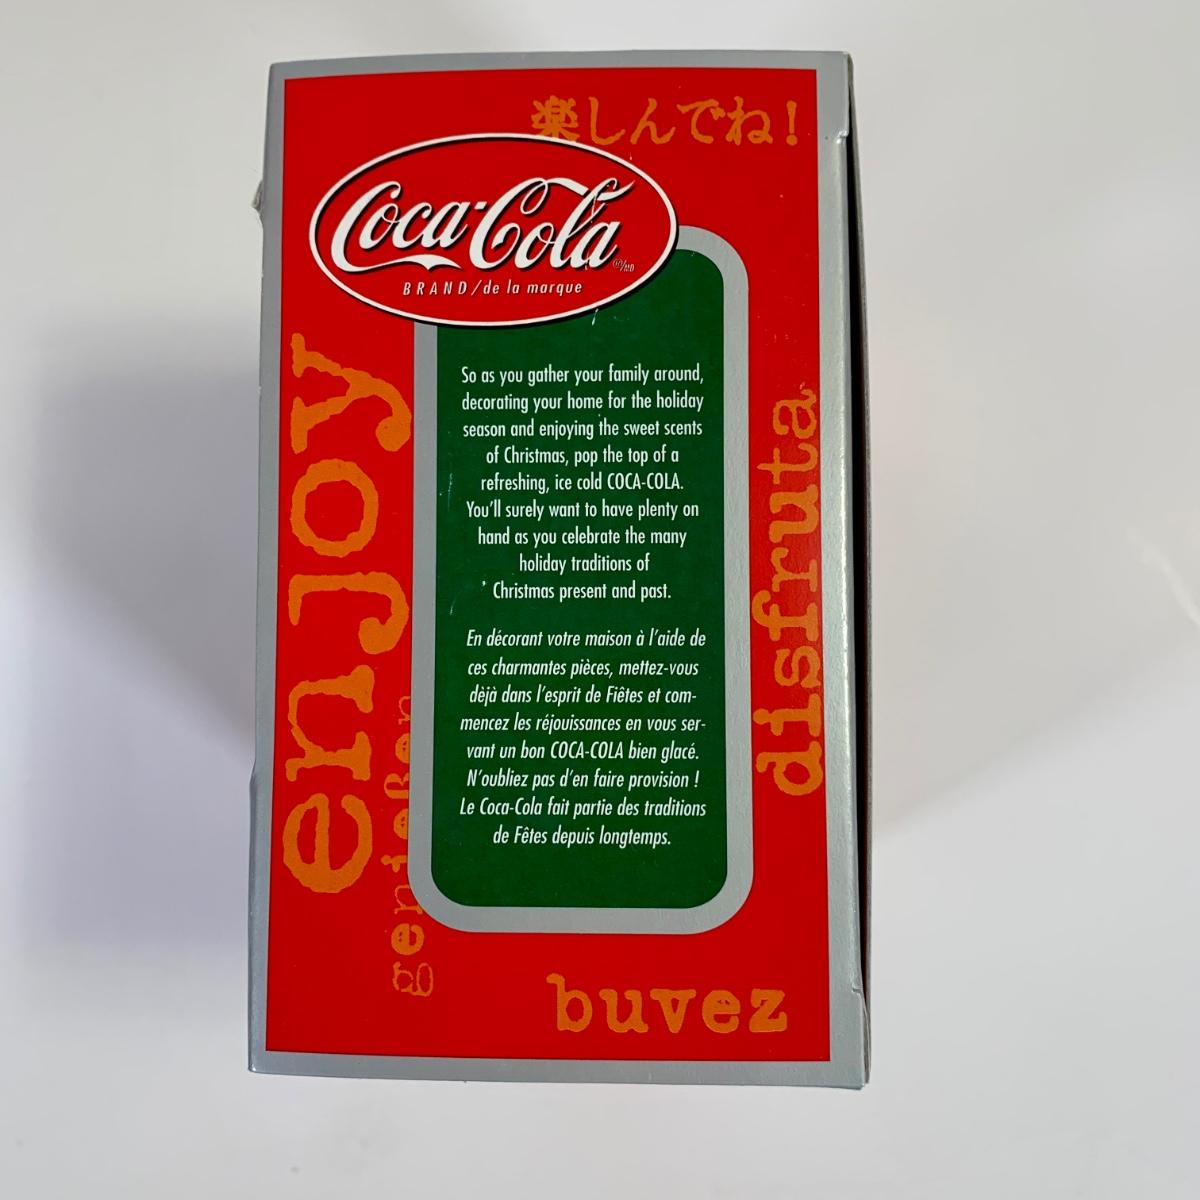 楽しんでね!
Coca-Cola
BRAND/de la marque
enjoy
genießen
disfruta
So as you gather your family around,
decorating your home for the holiday
season and enjoying the sweet scents
of Christmas, pop the top of a
refreshing, ice cold COCA-COLA.
You'll surely want to have plenty on
hand as you celebrate the many
holiday traditions of
Christmas present and past.
En décorant votre maison à l'aide de
ces charmantes pièces, mettez-vous
dèjà dans l'esprit de Fiêtes et com-
mencez les réjouissances en vous ser-
vant un bon COCA-COLA bien glacé.
N'oubliez pas d'en faire provision !
Le Coca-Cola fait partie des traditions
de Fêtes depuis longtemps.
buvez